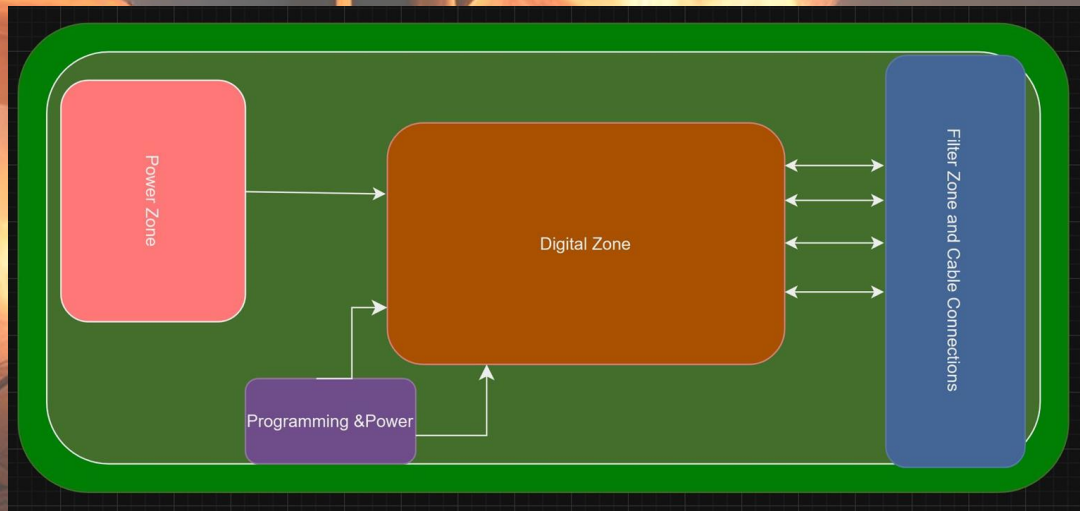 Power Zone
Digital Zone
Filter Zone and Cable Connections
Programming &Power